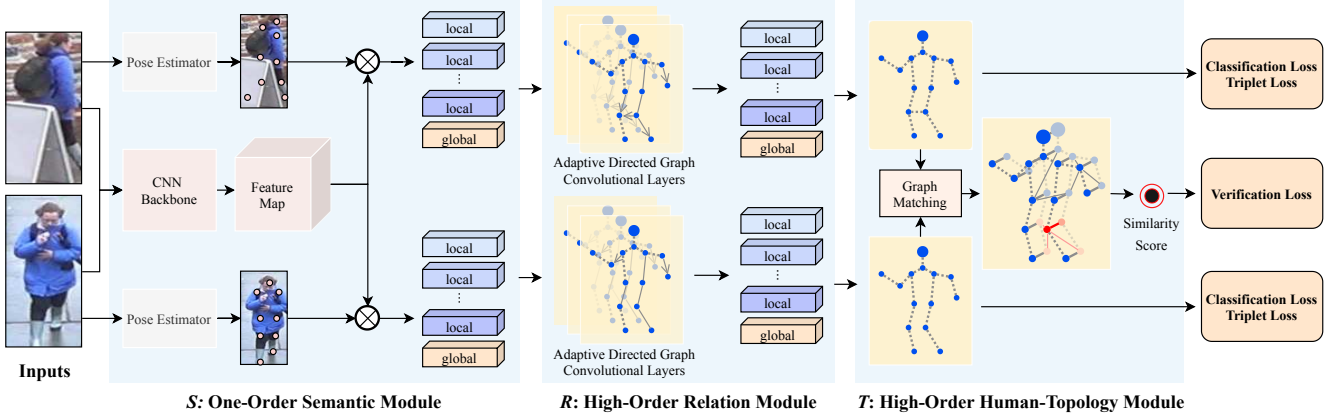 Inputs
Pose Estimator
CNN
Backbone
Feature
Map
Pose Estimator
local
local
local
global
local
local
local
global
S: One-Order Semantic Module
Adaptive Directed Graph
Convolutional Layers
Adaptive Directed Graph
Convolutional Layers
local
local
local
global
local
local
local
global
R: High-Order Relation Module
Graph
Matching
Similarity
Score
T: High-Order Human-Topology Module
Classification Loss
Triplet Loss
Verification Loss
Classification Loss
Triplet Loss